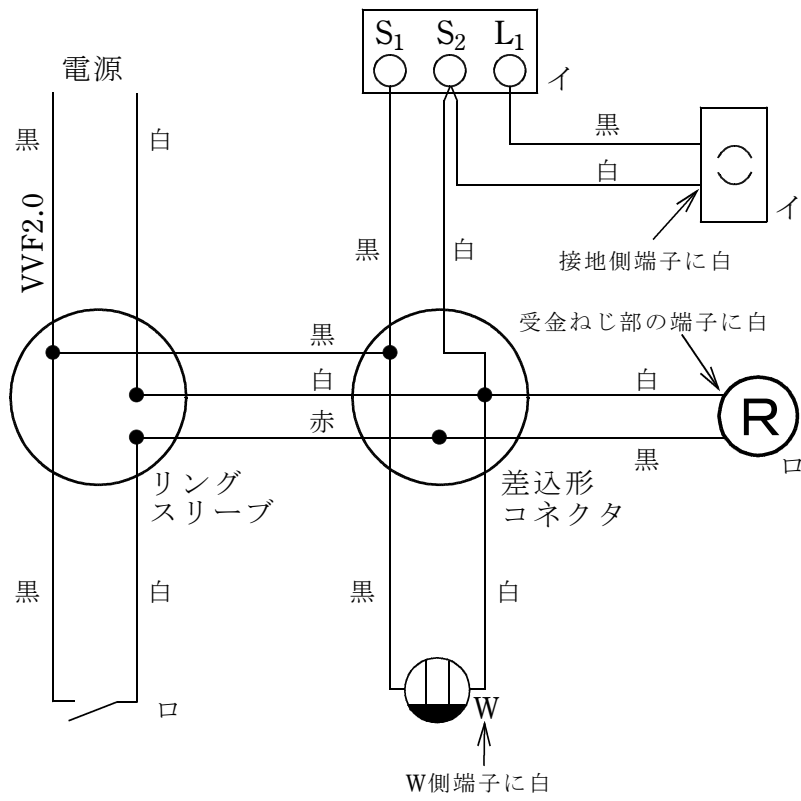 S₁ S₂ L₁
イ
電源
黒 白
黒
白
イ
VVF2.0
黒 白
接地側端子に白
受金ねじ部の端子に白
黒
白 白
赤
R
黒
ロ
リング
スリーブ
差込形
コネクタ
黒 白 黒 白
ロ
W
W側端子に白